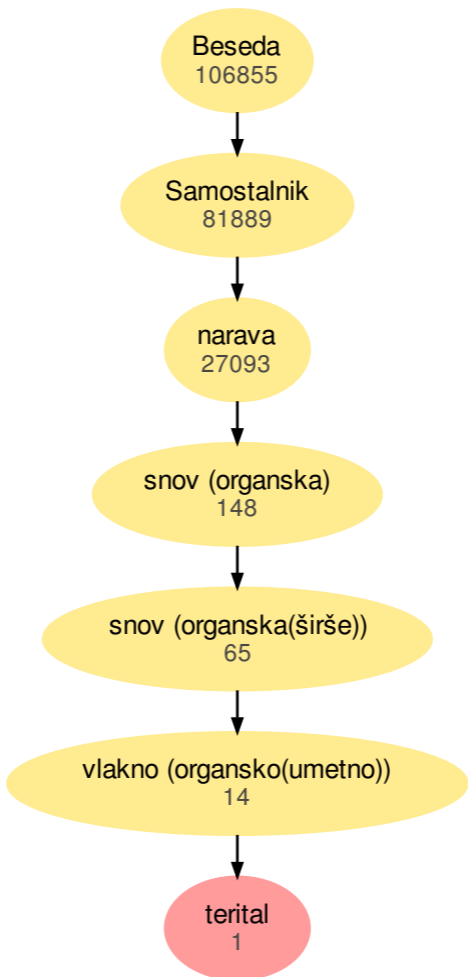 Beseda
106855
Samostalnik
81889
narava
27093
snov (organska)
148
snov (organska(širše))
65
vlakno (organsko(umetno))
14
terital
1